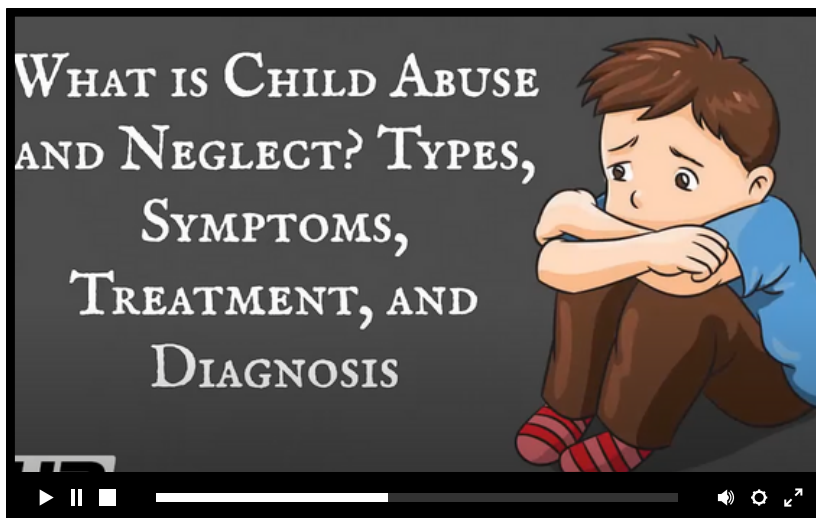 What is Child Abuse
and Neglect? Types,
Symptoms,
Treatment, and
Diagnosis